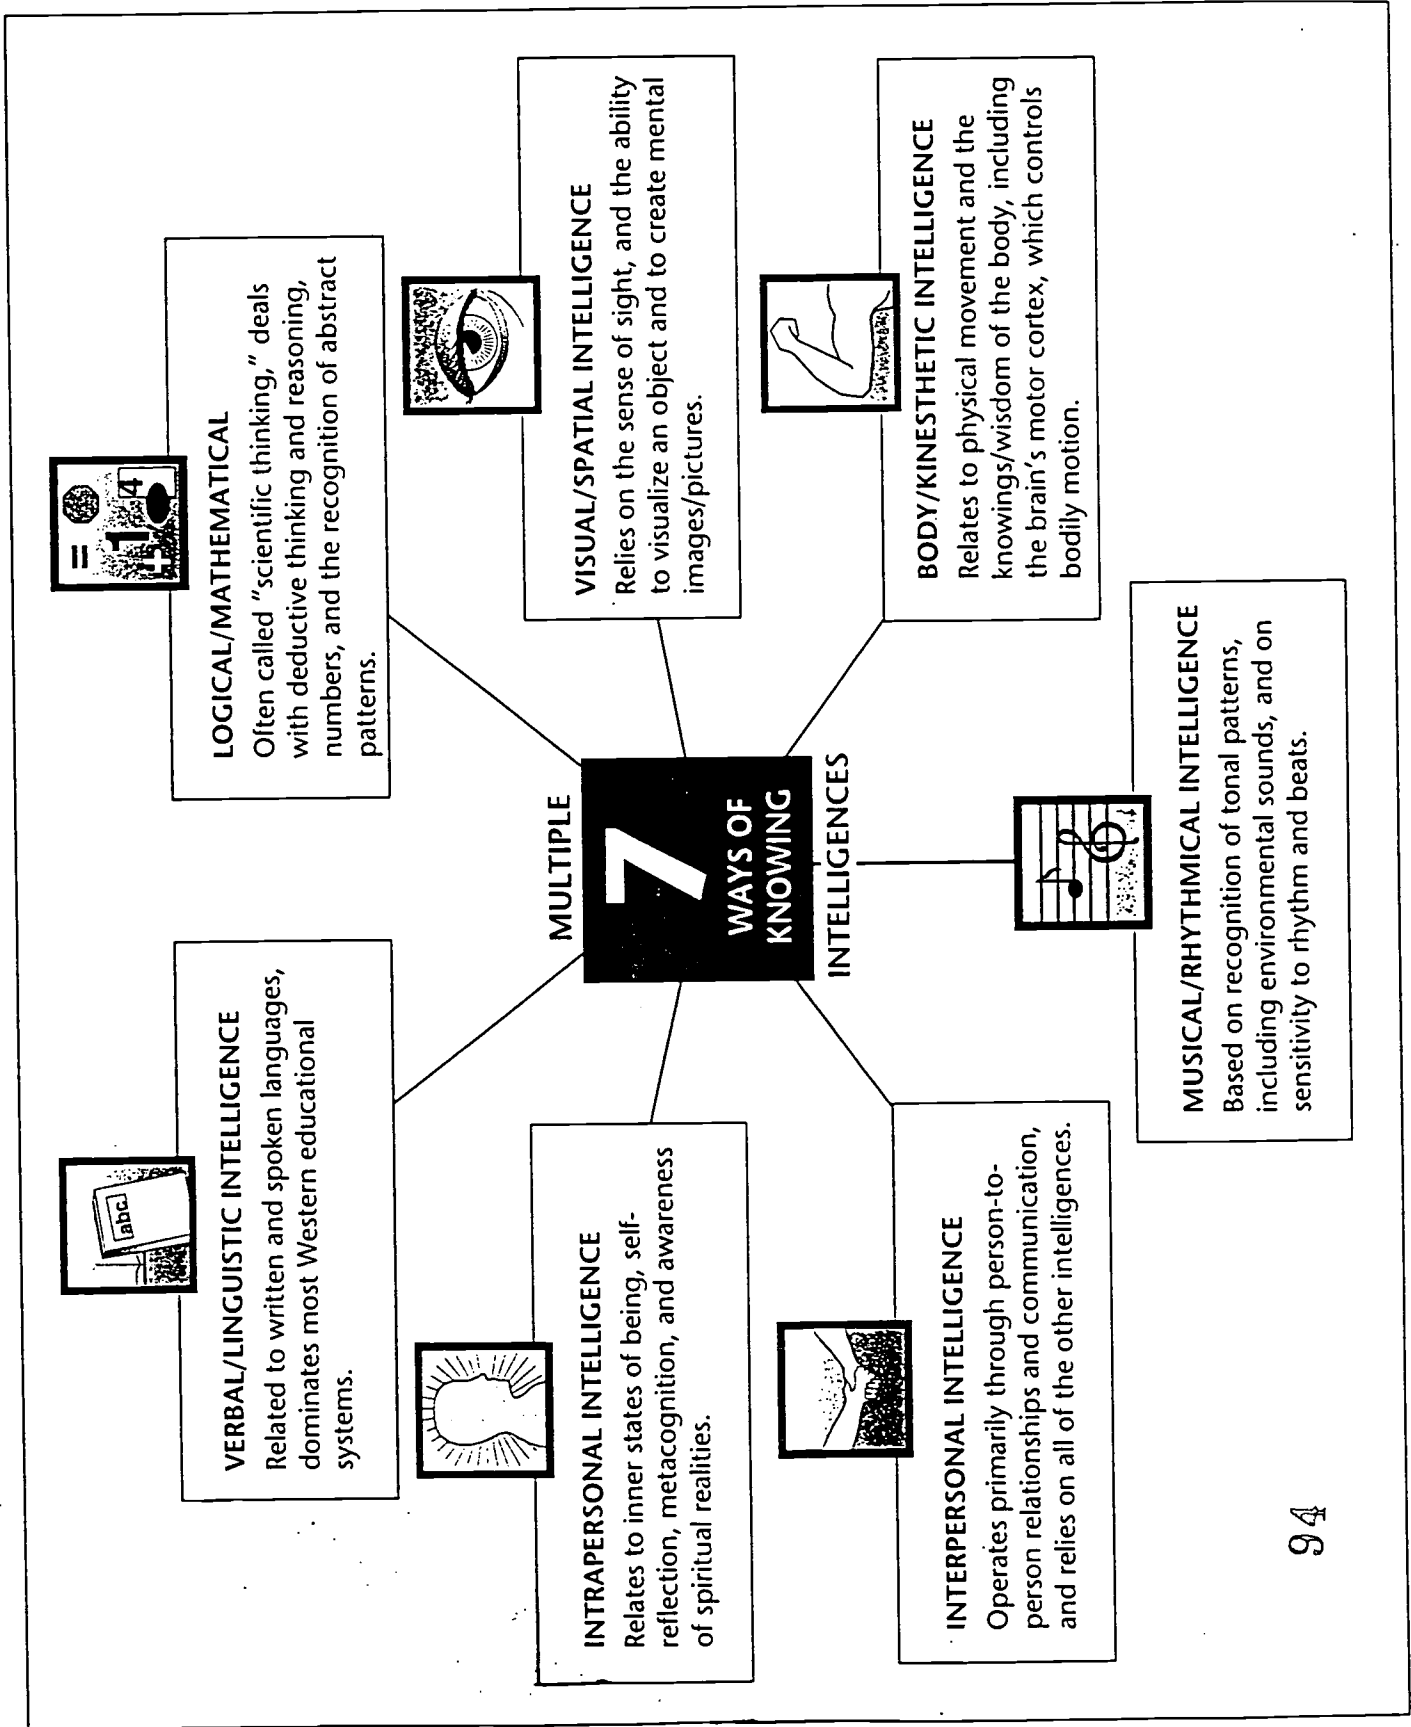 VERBAL/LINGUISTIC INTELLIGENCE
Related to written and spoken languages,
dominates most Western educational
systems.
abc
LOGICAL/MATHEMATICAL
Often called "scientific thinking," deals
with deductive thinking and reasoning,
numbers, and the recognition of abstract
patterns.
=
1
4
+
INTRAPERSONAL INTELLIGENCE
Relates to inner states of being, self-
reflection, metacognition, and awareness
of spiritual realities.
MULTIPLE
7
WAYS OF
KNOWING
INTELLIGENCES
VISUAL/SPATIAL INTELLIGENCE
Relies on the sense of sight, and the ability
to visualize an object and to create mental
images/pictures.
INTERPERSONAL INTELLIGENCE
Operates primarily through person-to-
person relationships and communication,
and relies on all of the other intelligences.
BODY/KINESTHETIC INTELLIGENCE
Relates to physical movement and the
knowings/wisdom of the body, including
the brain's motor cortex, which controls
bodily motion.
MUSICAL/RHYTHMICAL INTELLIGENCE
Based on recognition of tonal patterns,
including environmental sounds, and on
sensitivity to rhythm and beats.
94